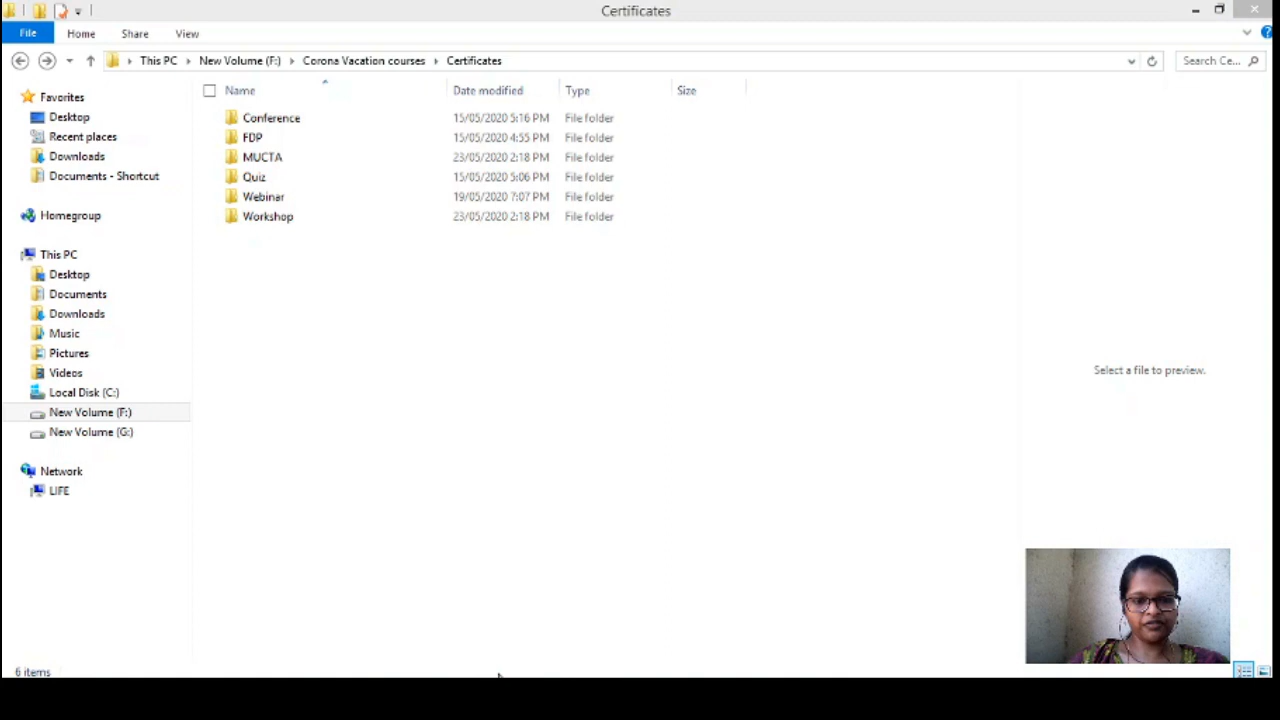 Certificates
File Home Share View
This PC New Volume (F:) Corona Vacation courses Certificates Search Ce...
Name Date modified Type Size
Conference 15/05/2020 5:16 PM File folder
FDP 15/05/2020 4:55 PM File folder
MUCTA 23/05/2020 2:18 PM File folder
Quiz 15/05/2020 5:06 PM File folder
Webinar 19/05/2020 7:07 PM File folder
Workshop 23/05/2020 2:18 PM File folder
Favorites
Desktop
Recent places
Downloads
Documents - Shortcut
Homegroup
This PC
Desktop
Documents
Downloads
Music
Pictures
Videos
Local Disk (C:)
New Volume (F:)
New Volume (G:)
Network
LIFE
Select a file to preview.
6 items